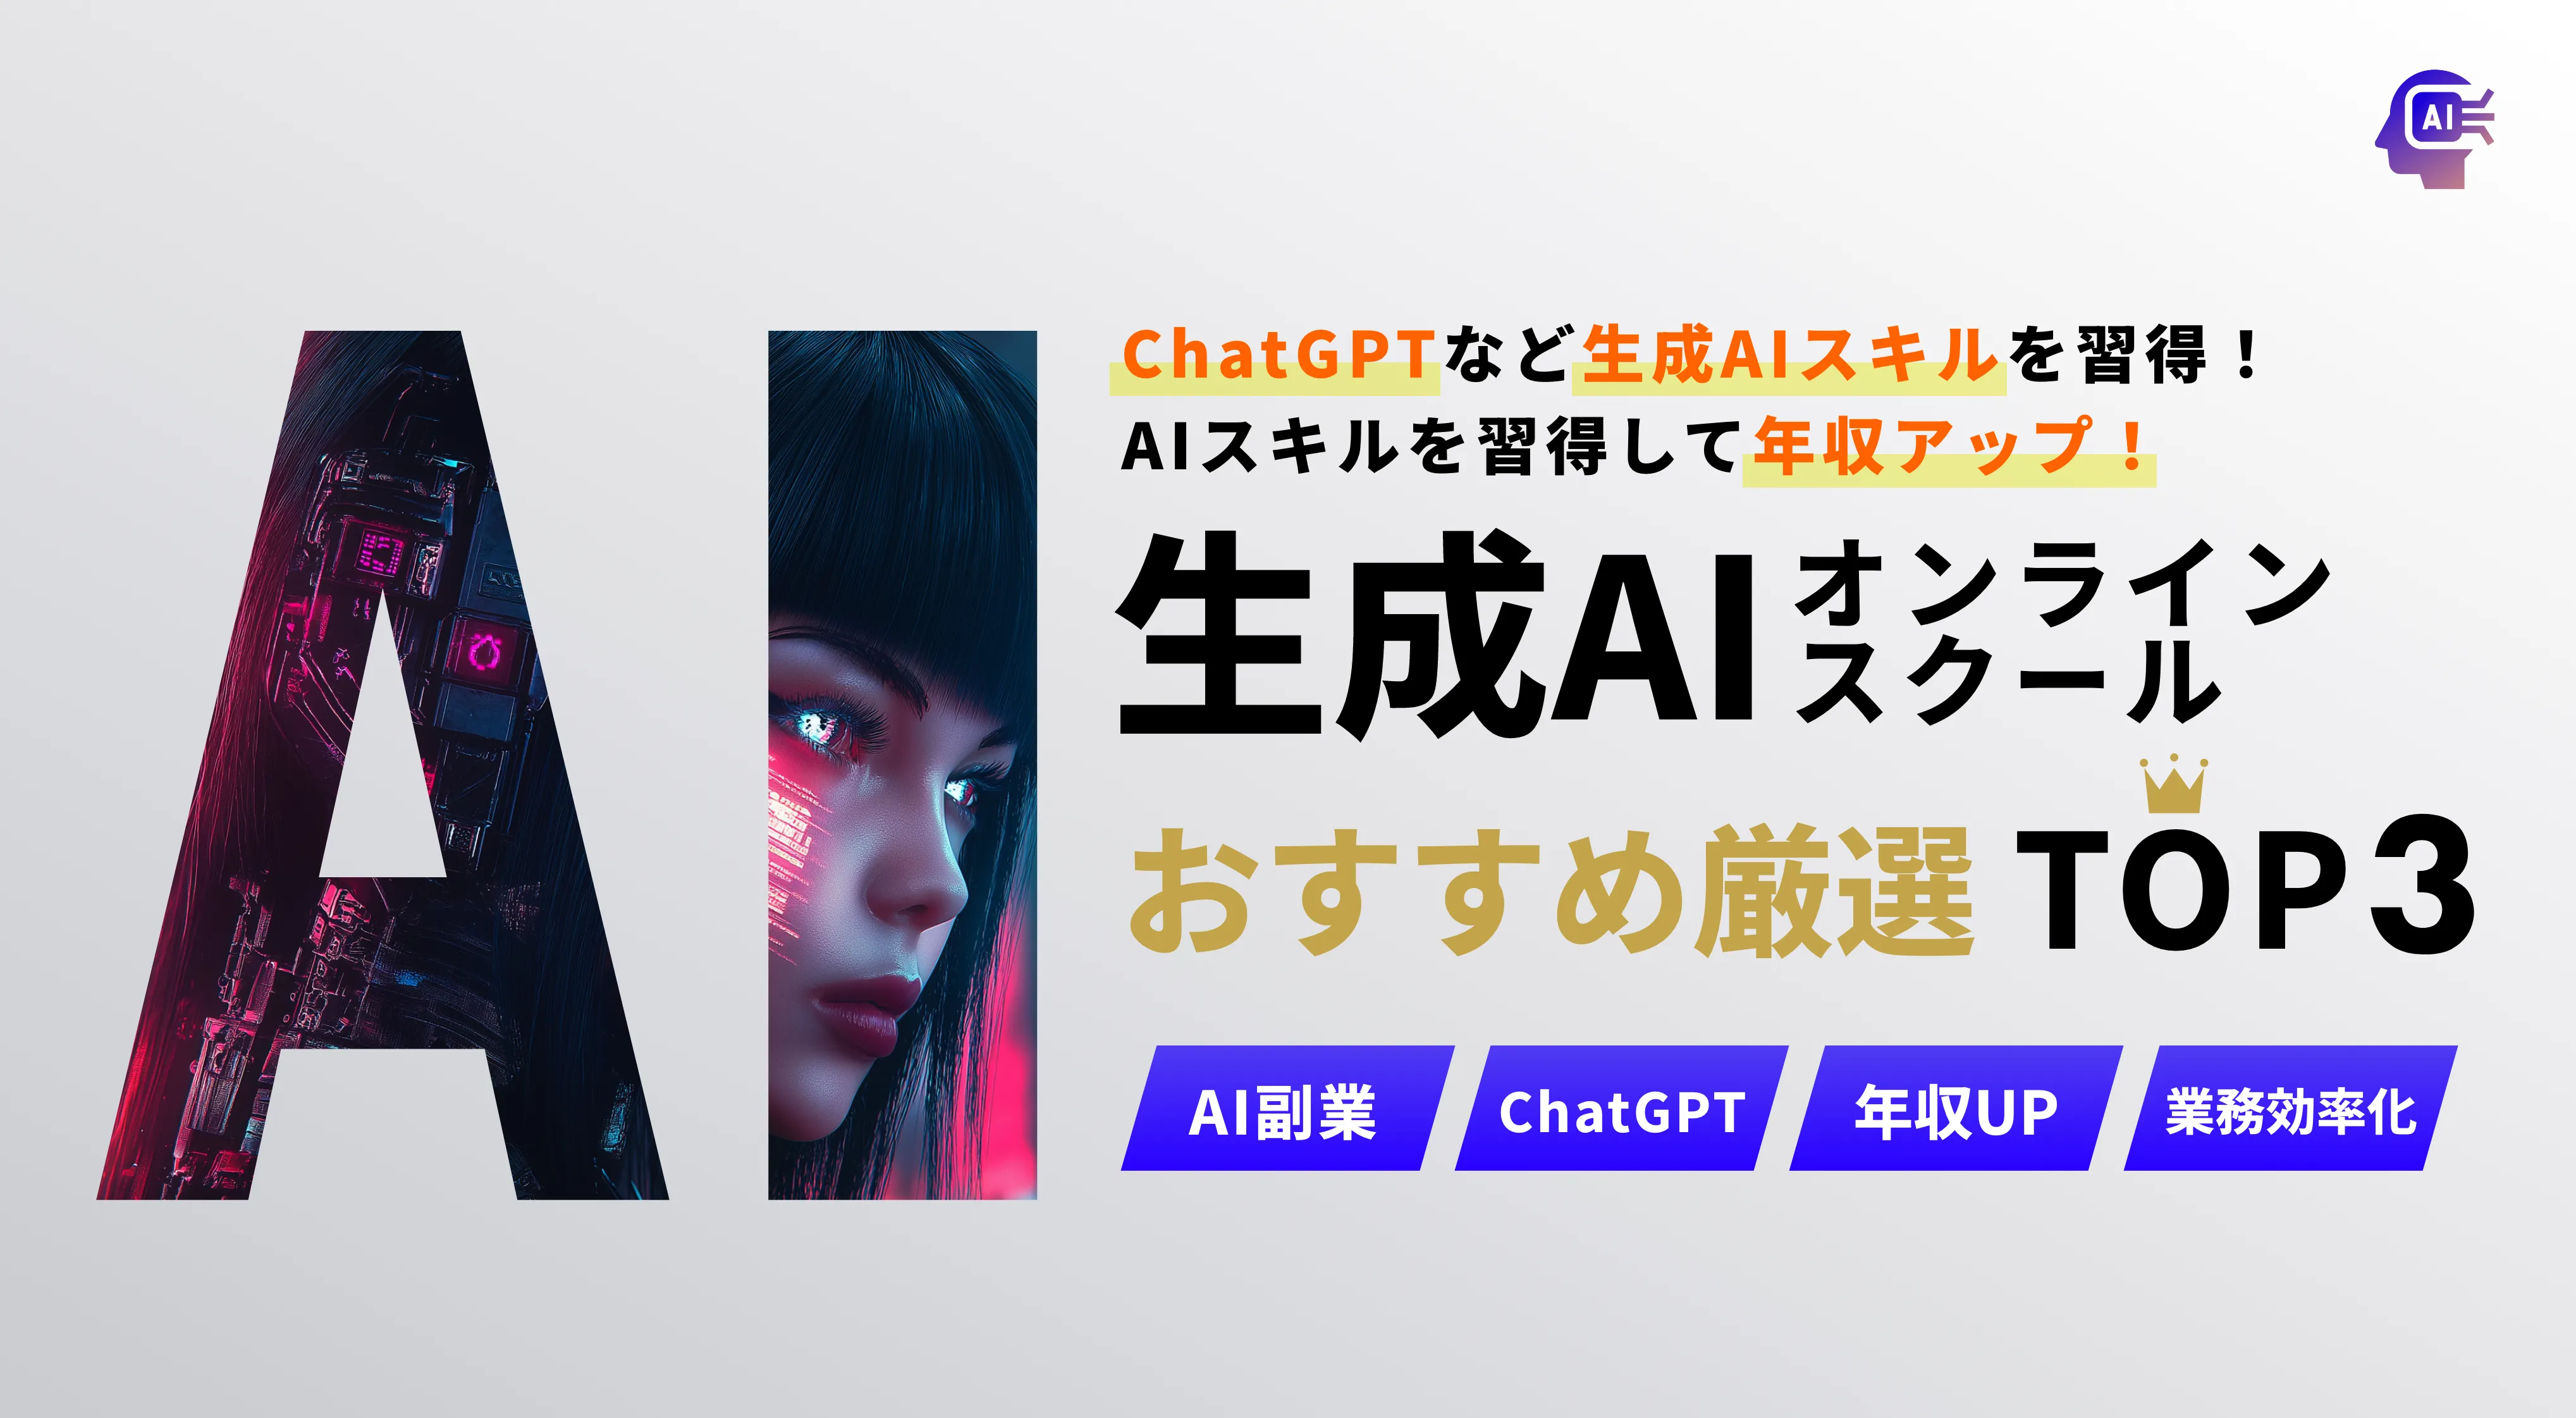 AI
AI
ChatGPTなど生成AIスキルを習得！
AIスキルを習得して年収アップ！
生成AIオンライン
スクール
おすすめ厳選 TOP3
AI副業 ChatGPT 年収UP 業務効率化